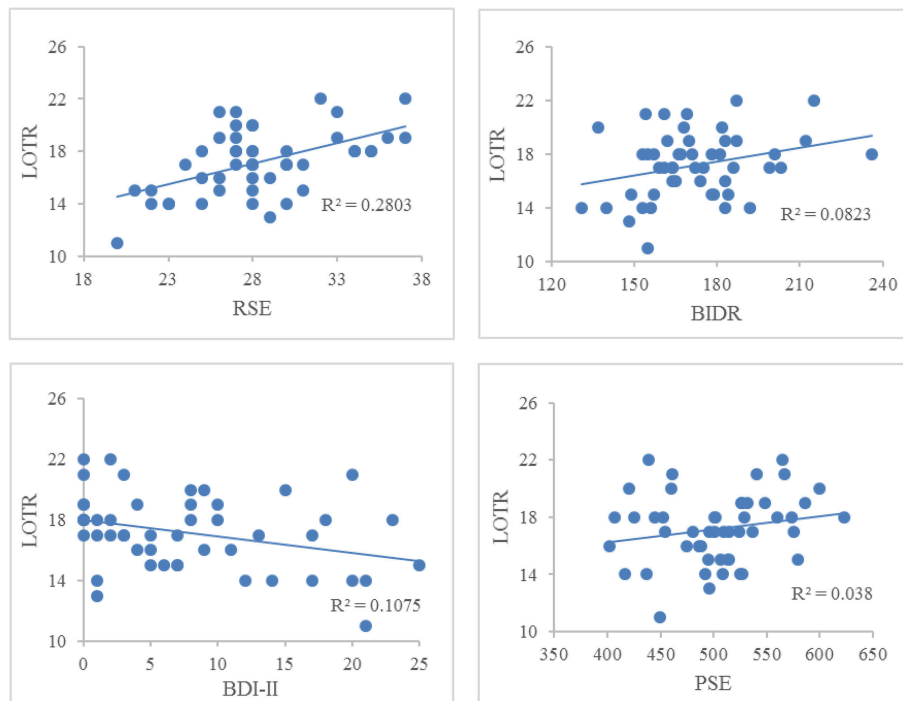 26
22
18
14
10
LOTR
R² = 0.2803
18 23 28 33 38
RSE
26
22
18
14
10
LOTR
R² = 0.0823
120 150 180 210 240
BIDR
26
22
18
14
10
LOTR
R² = 0.1075
0 5 10 15 20 25
BDI-II
26
22
18
14
10
LOTR
R² = 0.038
350 400 450 500 550 600 650
PSE